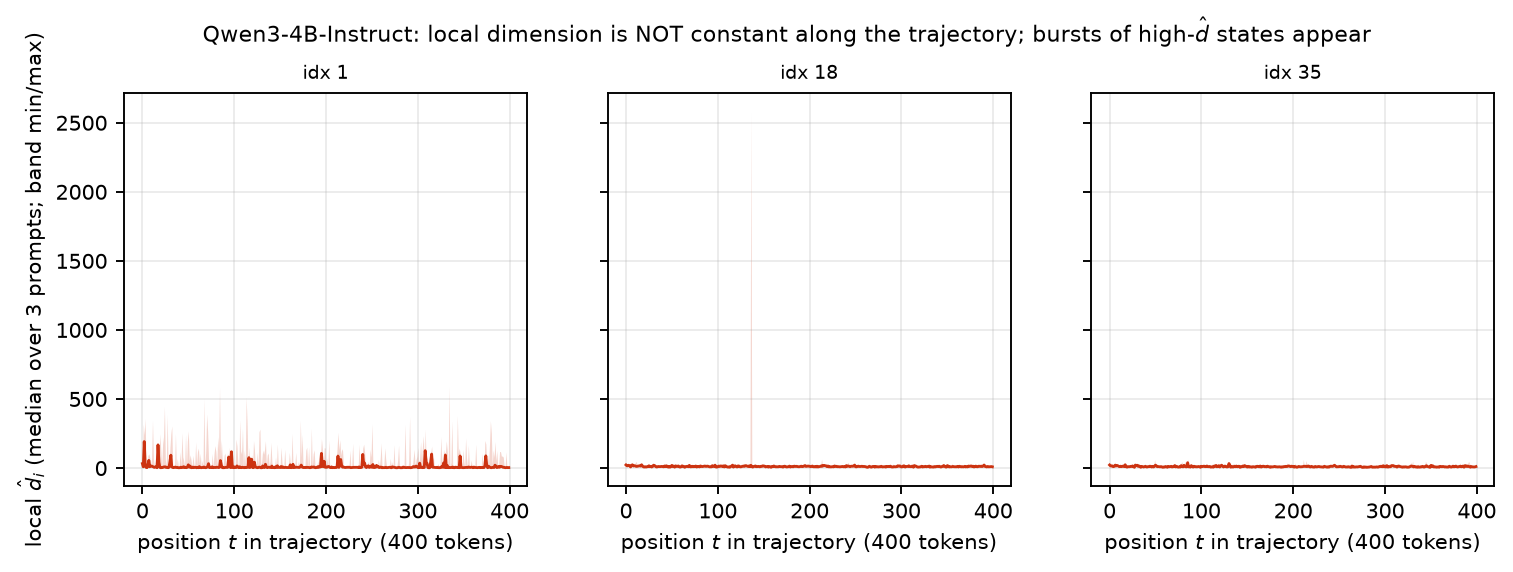 Qwen3-4B-Instruct: local dimension is NOT constant along the trajectory; bursts of high-d̂ states appear
idx 1
idx 18
idx 35
local d̂ᵢ (median over 3 prompts; band min/max)
2500
2000
1500
1000
500
0
0 100 200 300 400
0 100 200 300 400
0 100 200 300 400
position t in trajectory (400 tokens)
position t in trajectory (400 tokens)
position t in trajectory (400 tokens)